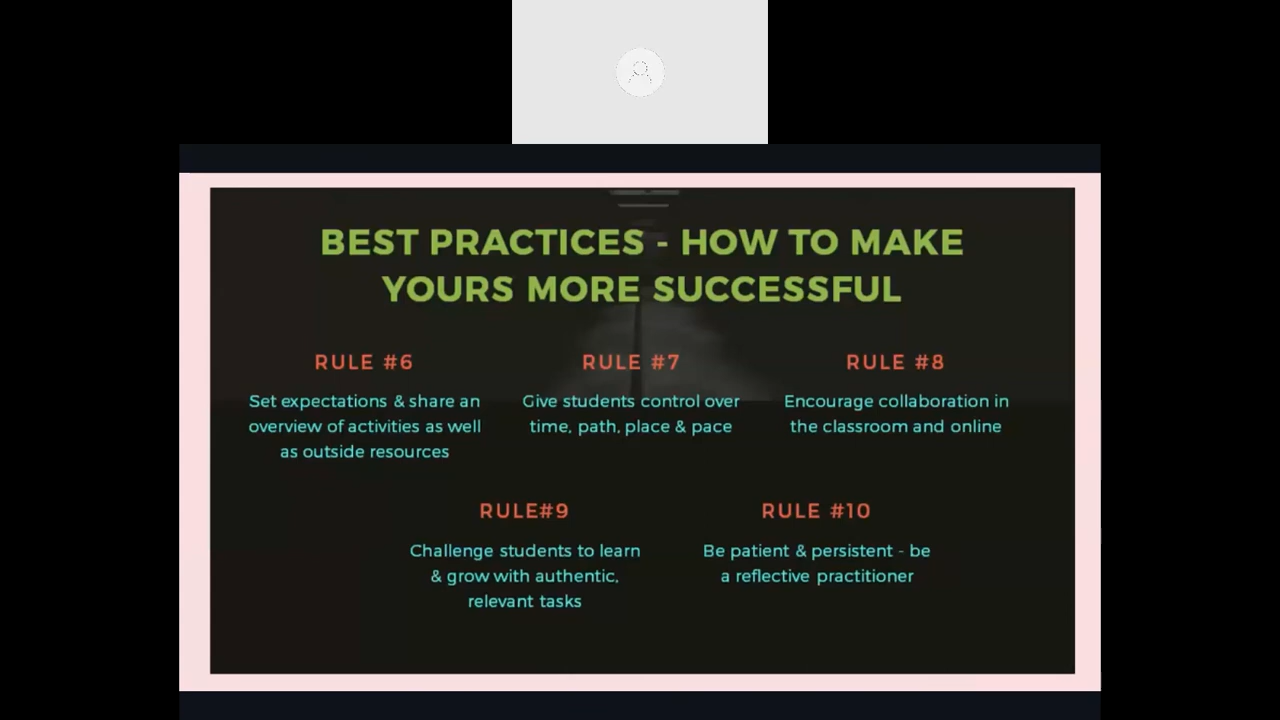 BEST PRACTICES - HOW TO MAKE
YOURS MORE SUCCESSFUL
RULE #6
Set expectations & share an
overview of activities as well
as outside resources
RULE #7
Give students control over
time, path, place & pace
RULE #8
Encourage collaboration in
the classroom and online
RULE#9
Challenge students to learn
& grow with authentic,
relevant tasks
RULE #10
Be patient & persistent - be
a reflective practitioner